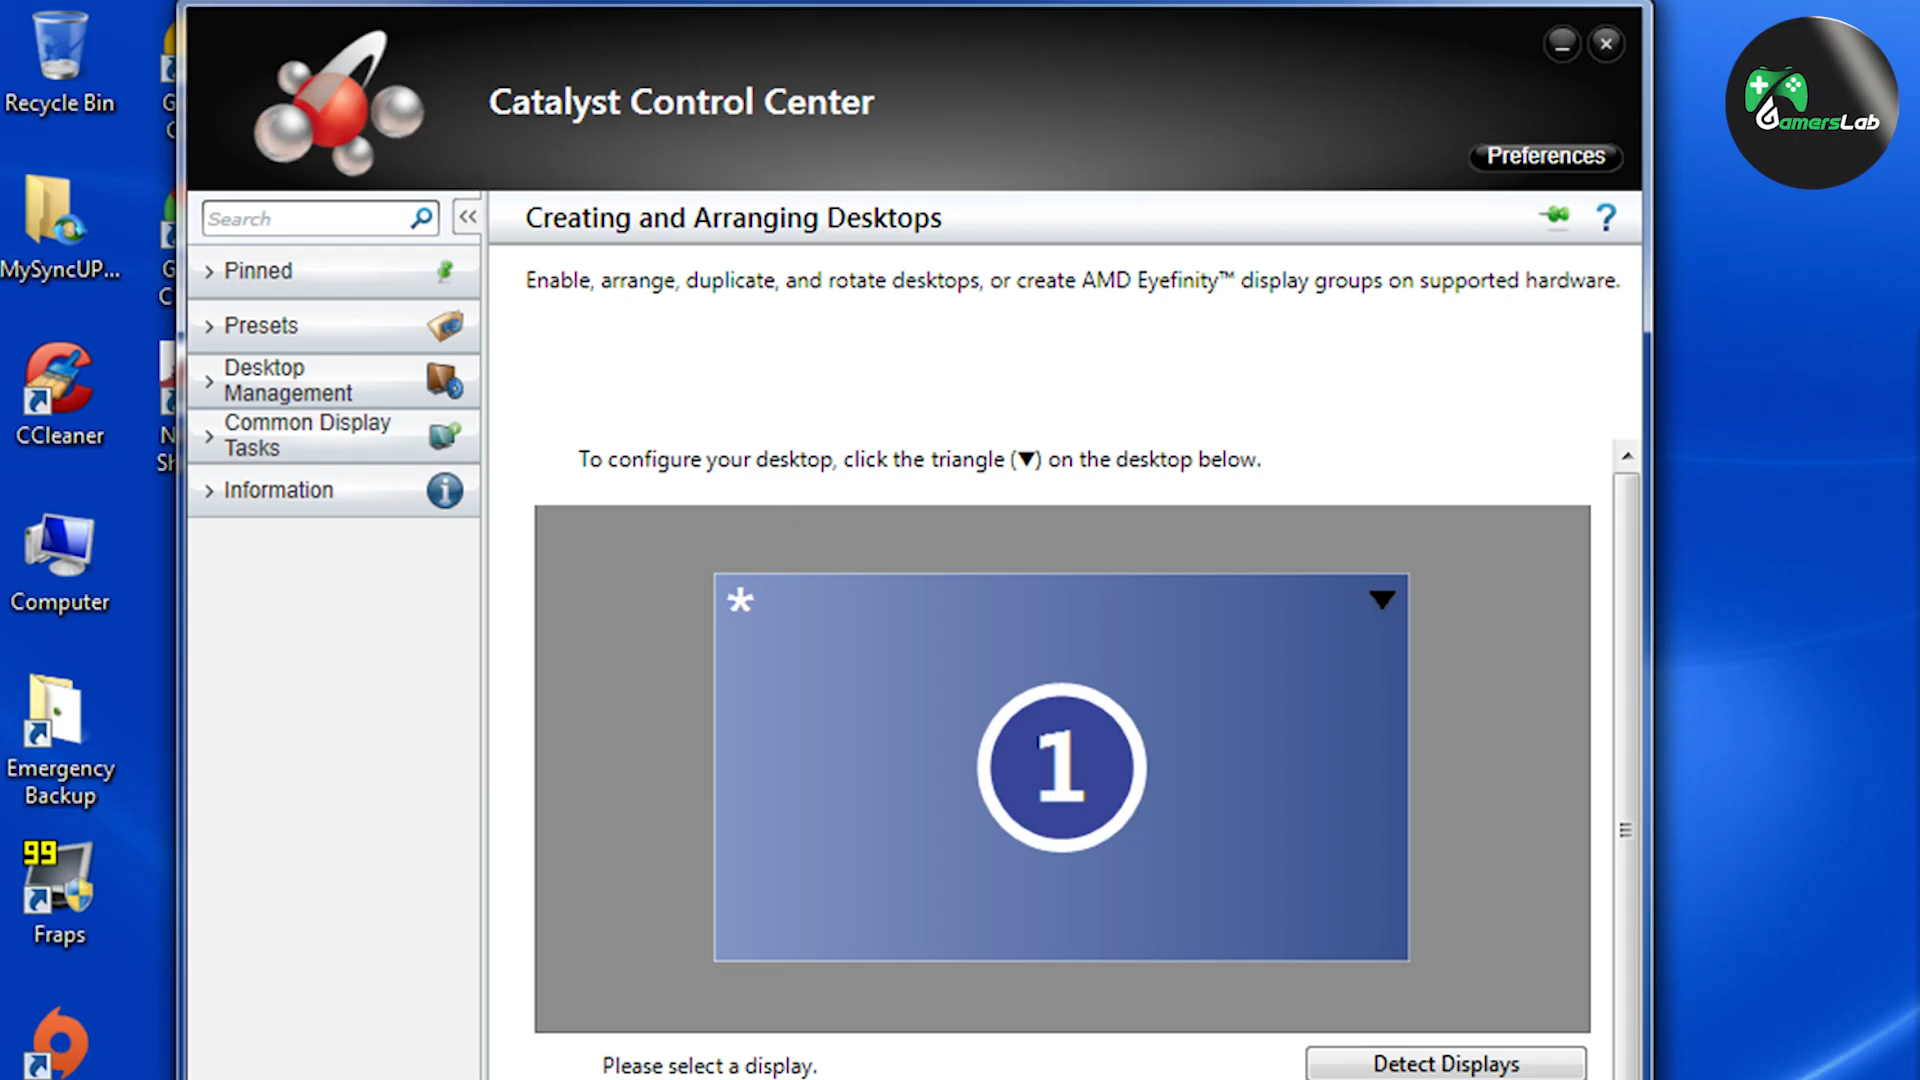 Recycle Bin
MySyncUP...
CCleaner
Computer
Emergency
Backup
99
Fraps
G
C
G
C
N
Sh
Catalyst Control Center
Preferences
Search
<<
Pinned
Presets
Desktop
Management
Common Display
Tasks
Information
Creating and Arranging Desktops
?
Enable, arrange, duplicate, and rotate desktops, or create AMD Eyefinity™ display groups on supported hardware.
To configure your desktop, click the triangle (▼) on the desktop below.
*
1
Please select a display.
Detect Displays
GamersLab